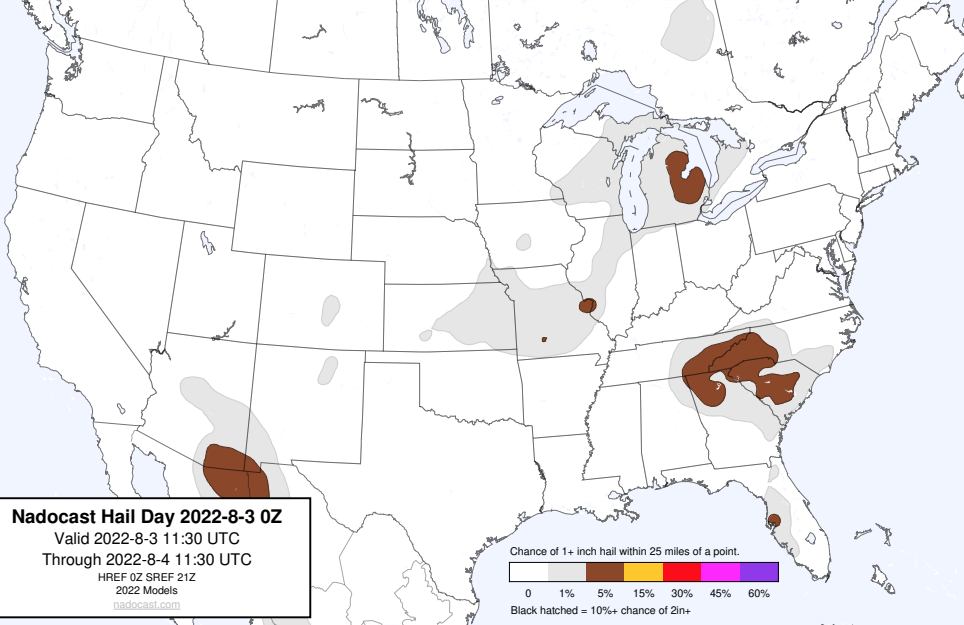 Nadocast Hail Day 2022-8-3 0Z
Valid 2022-8-3 11:30 UTC
Through 2022-8-4 11:30 UTC
HREF 0Z SREF 21Z
2022 Models
nadocast.com
Chance of 1+ inch hail within 25 miles of a point.
0 1% 5% 15% 30% 45% 60%
Black hatched = 10%+ chance of 2in+